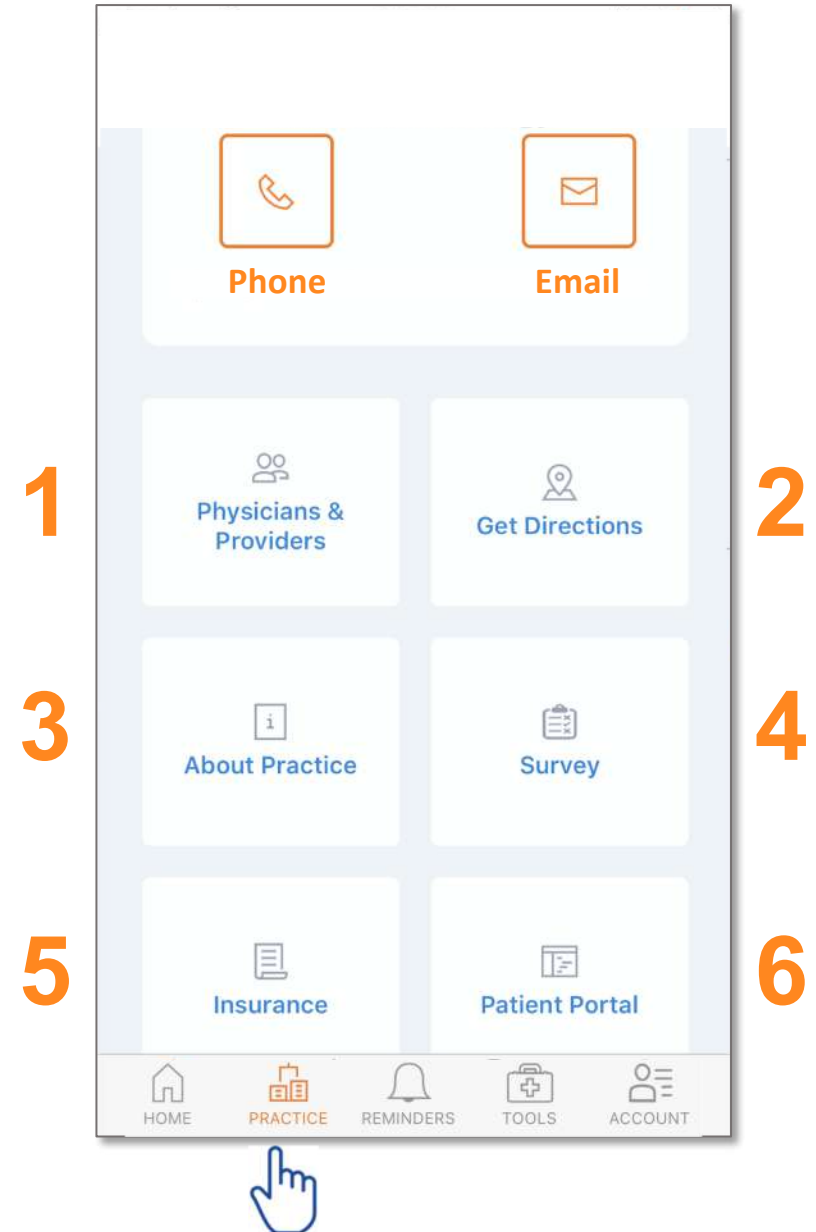 Phone
Email
1
Physicians &
Providers
Get Directions
2
3
i
About Practice
Survey
4
5
Insurance
Patient Portal
6
HOME
PRACTICE
REMINDERS
TOOLS
ACCOUNT